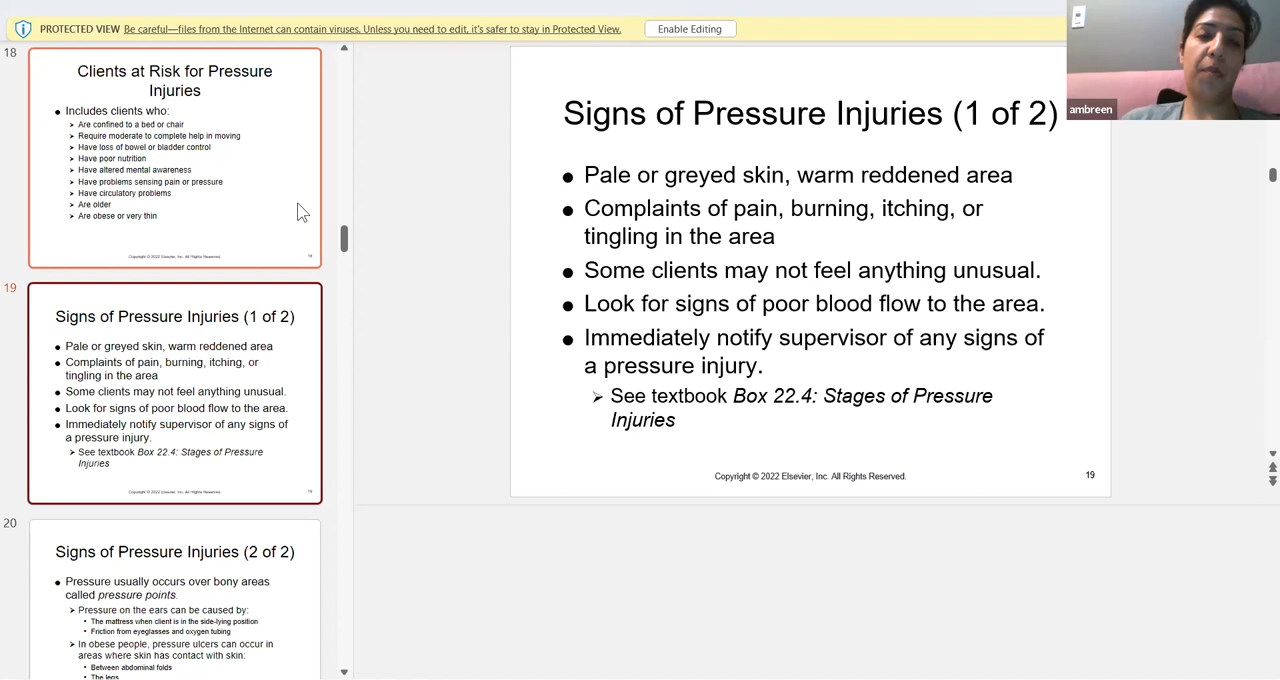 PROTECTED VIEW Be careful—files from the Internet can contain viruses. Unless you need to edit, it's safer to stay in Protected View. Enable Editing
ambreen
18
Clients at Risk for Pressure
Injuries
● Includes clients who:
➢ Are confined to a bed or chair
➢ Require moderate to complete help in moving
➢ Have loss of bowel or bladder control
➢ Have poor nutrition
➢ Have altered mental awareness
➢ Have problems sensing pain or pressure
➢ Have circulatory problems
➢ Are older
➢ Are obese or very thin
Copyright © 2022 Elsevier, Inc. All Rights Reserved. 18
19
Signs of Pressure Injuries (1 of 2)
● Pale or greyed skin, warm reddened area
● Complaints of pain, burning, itching, or
tingling in the area
● Some clients may not feel anything unusual.
● Look for signs of poor blood flow to the area.
● Immediately notify supervisor of any signs of
a pressure injury.
➢ See textbook Box 22.4: Stages of Pressure
Injuries
Copyright © 2022 Elsevier, Inc. All Rights Reserved. 19
20
Signs of Pressure Injuries (2 of 2)
● Pressure usually occurs over bony areas
called pressure points.
➢ Pressure on the ears can be caused by:
• The mattress when client is in the side-lying position
• Friction from eyeglasses and oxygen tubing
➢ In obese people, pressure ulcers can occur in
areas where skin has contact with skin:
• Between abdominal folds
• The legs
Signs of Pressure Injuries (1 of 2)
● Pale or greyed skin, warm reddened area
● Complaints of pain, burning, itching, or
tingling in the area
● Some clients may not feel anything unusual.
● Look for signs of poor blood flow to the area.
● Immediately notify supervisor of any signs of
a pressure injury.
➢ See textbook Box 22.4: Stages of Pressure
Injuries
Copyright © 2022 Elsevier, Inc. All Rights Reserved. 19